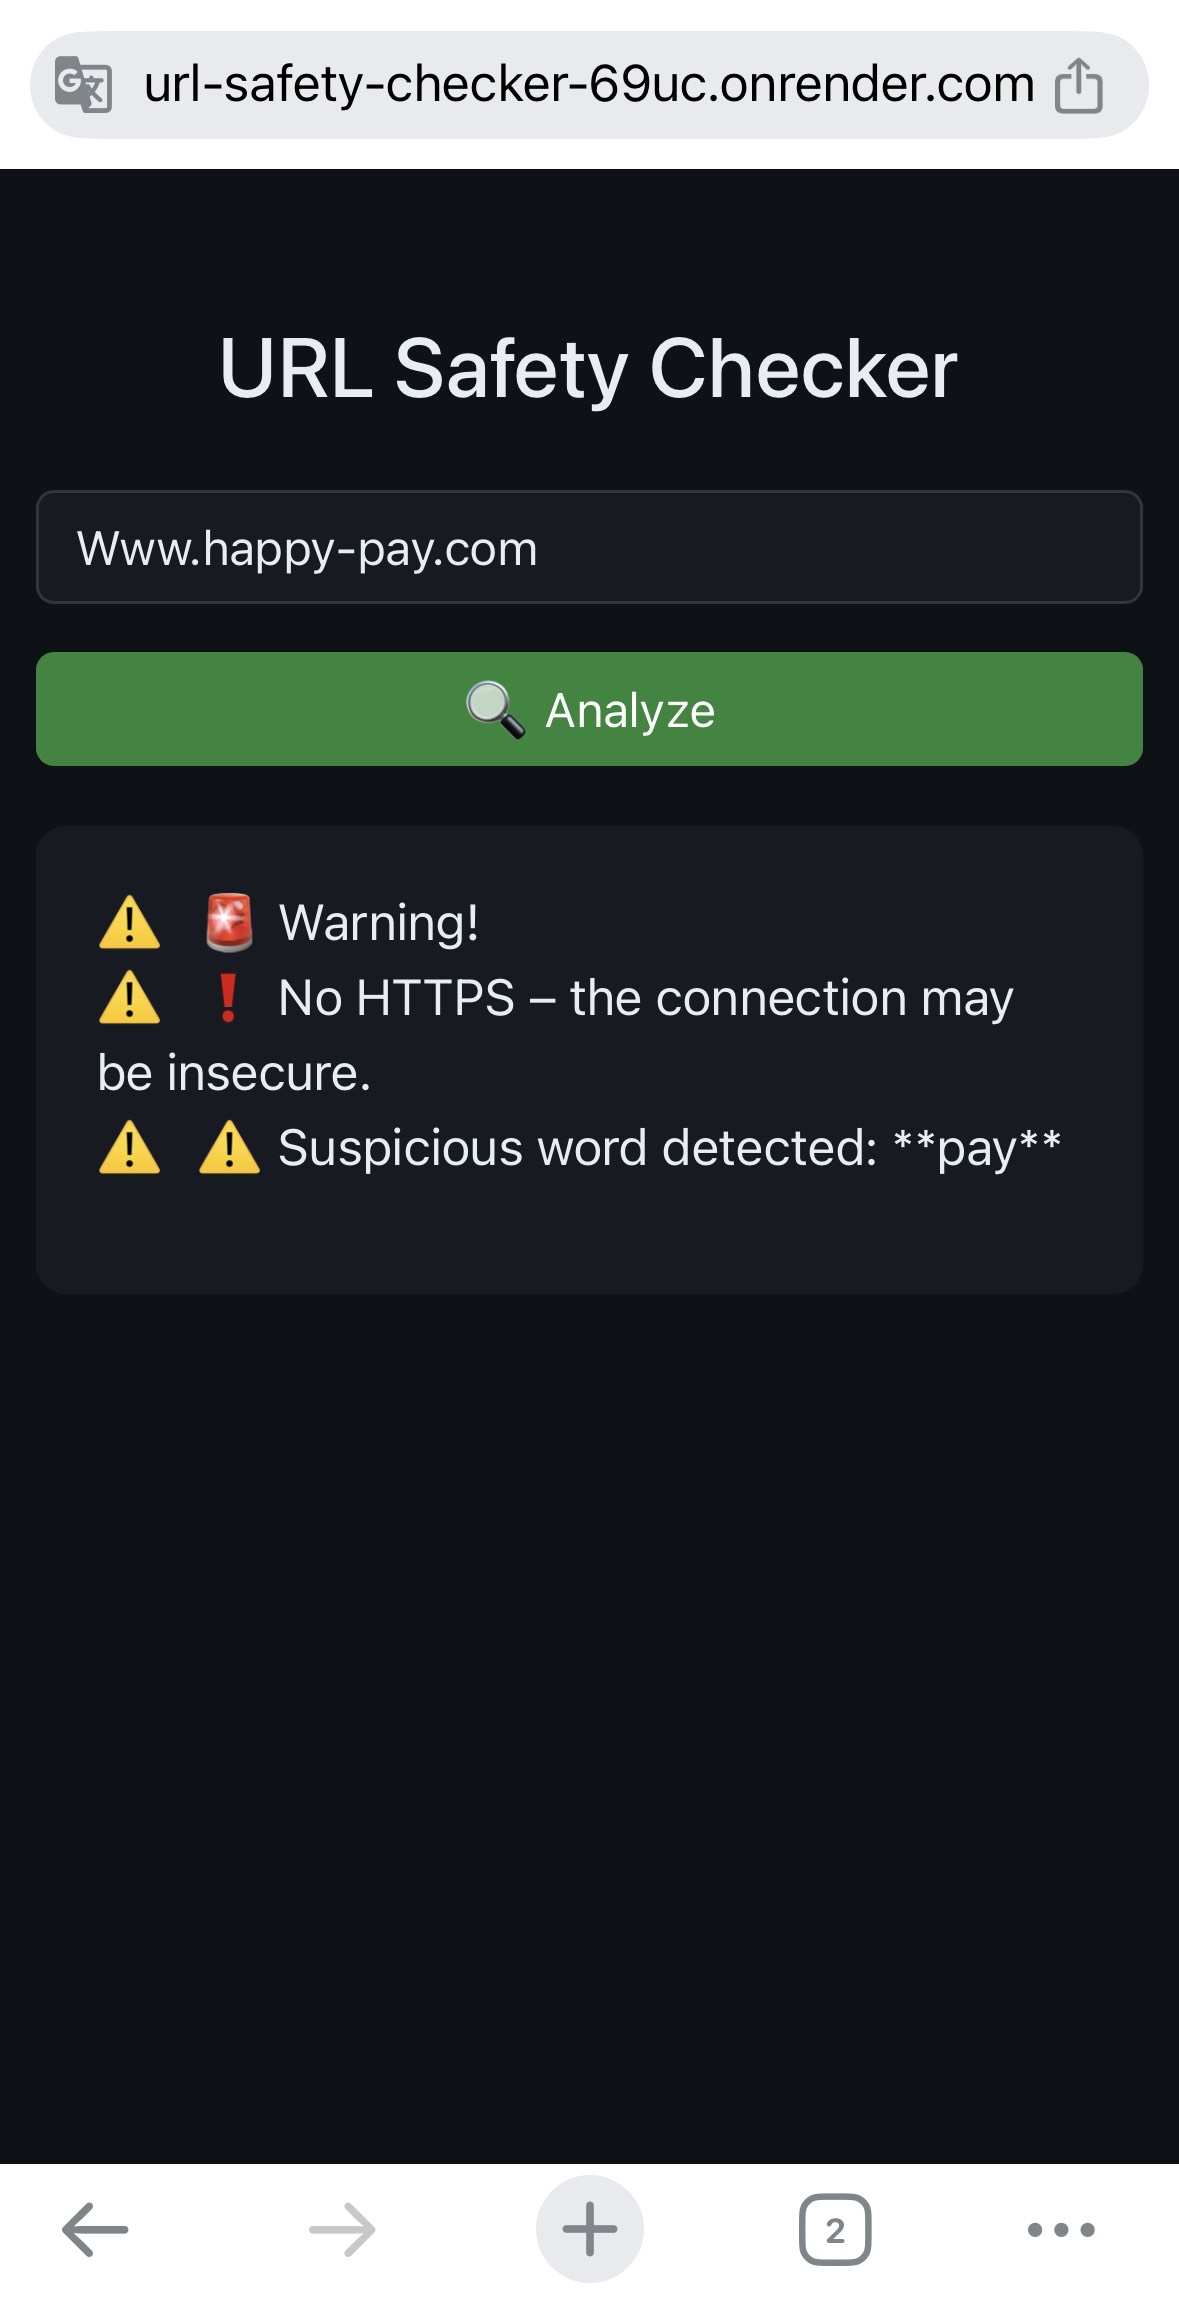 url-safety-checker-69uc.onrender.com
URL Safety Checker
Www.happy-pay.com
🔍 Analyze
⚠️ 🚨 Warning!
⚠️ ❗ No HTTPS – the connection may
be insecure.
⚠️ ⚠️ Suspicious word detected: **pay**
2